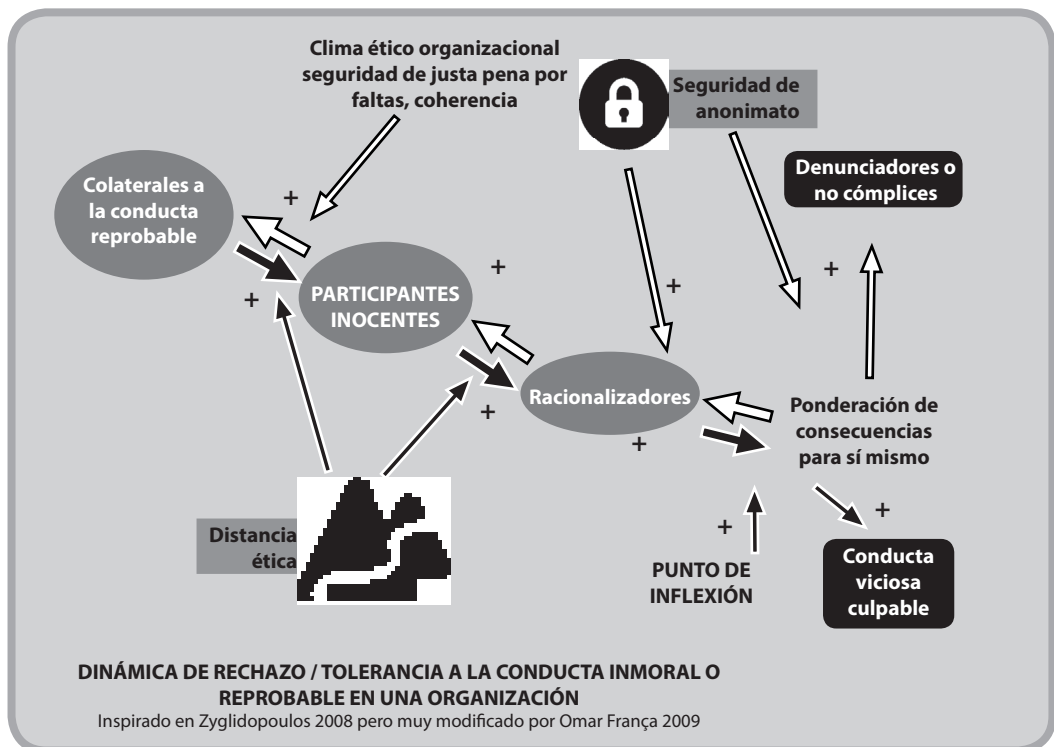 Clima ético organizacional
seguridad de justa pena por
faltas, coherencia
Seguridad de
anonimato
Denunciadores o
no cómplices
Colaterales a
la conducta
reprobable
+
+
+
+
+
PARTICIPANTES
INOCENTES
+
Racionalizadores
+
Ponderación de
consecuencias
para sí mismo
+
+
Distancia
ética
PUNTO DE
INFLEXIÓN
Conducta
viciosa
culpable
DINÁMICA DE RECHAZO / TOLERANCIA A LA CONDUCTA INMORAL O
REPROBABLE EN UNA ORGANIZACIÓN
Inspirado en Zyglidopoulos 2008 pero muy modificado por Omar França 2009